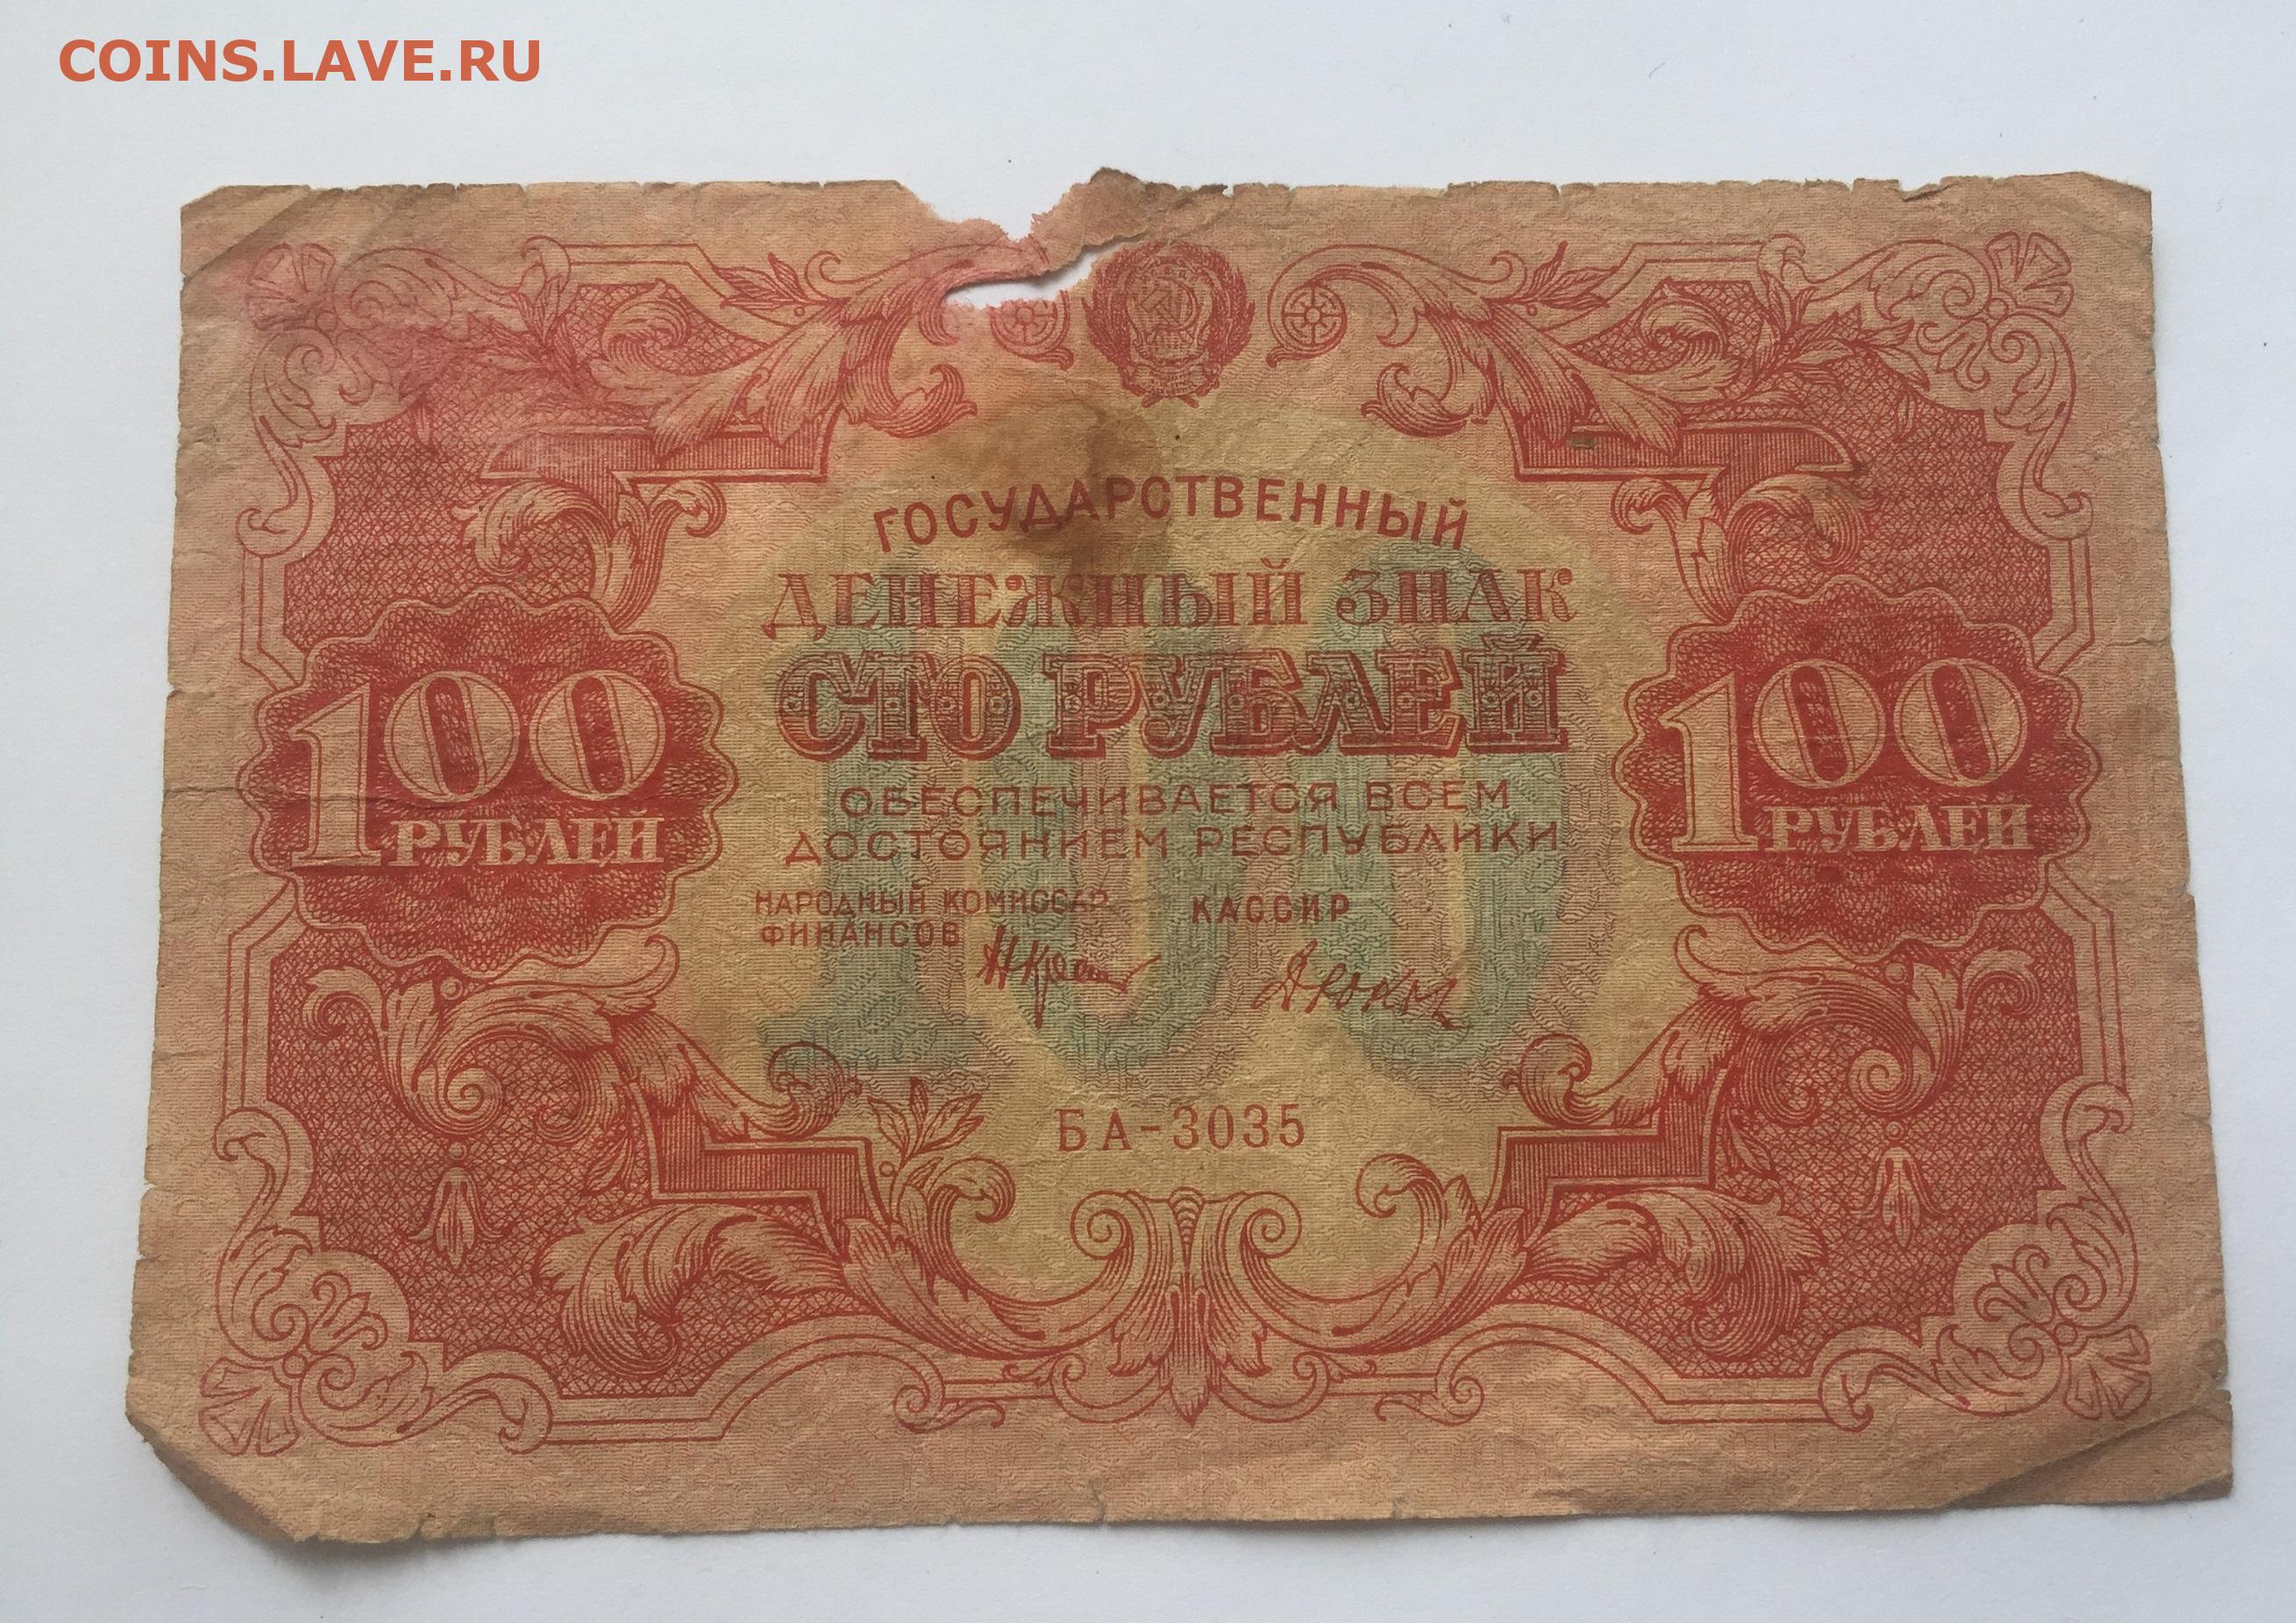 COINS.LAVE.RU
ГОСУДАРСТВЕННЫЙ
ДЕНЕЖНЫЙ ЗНАК
СТО РУБЛЕЙ
100
РУБЛЕЙ
100
РУБЛЕЙ
ОБЕСПЕЧИВАЕТСЯ ВСЕМ
ДОСТОЯНИЕМ РЕСПУБЛИКИ
НАРОДНЫЙ КОМИССАР
ФИНАНСОВ
КАССИР
100
БА-3035